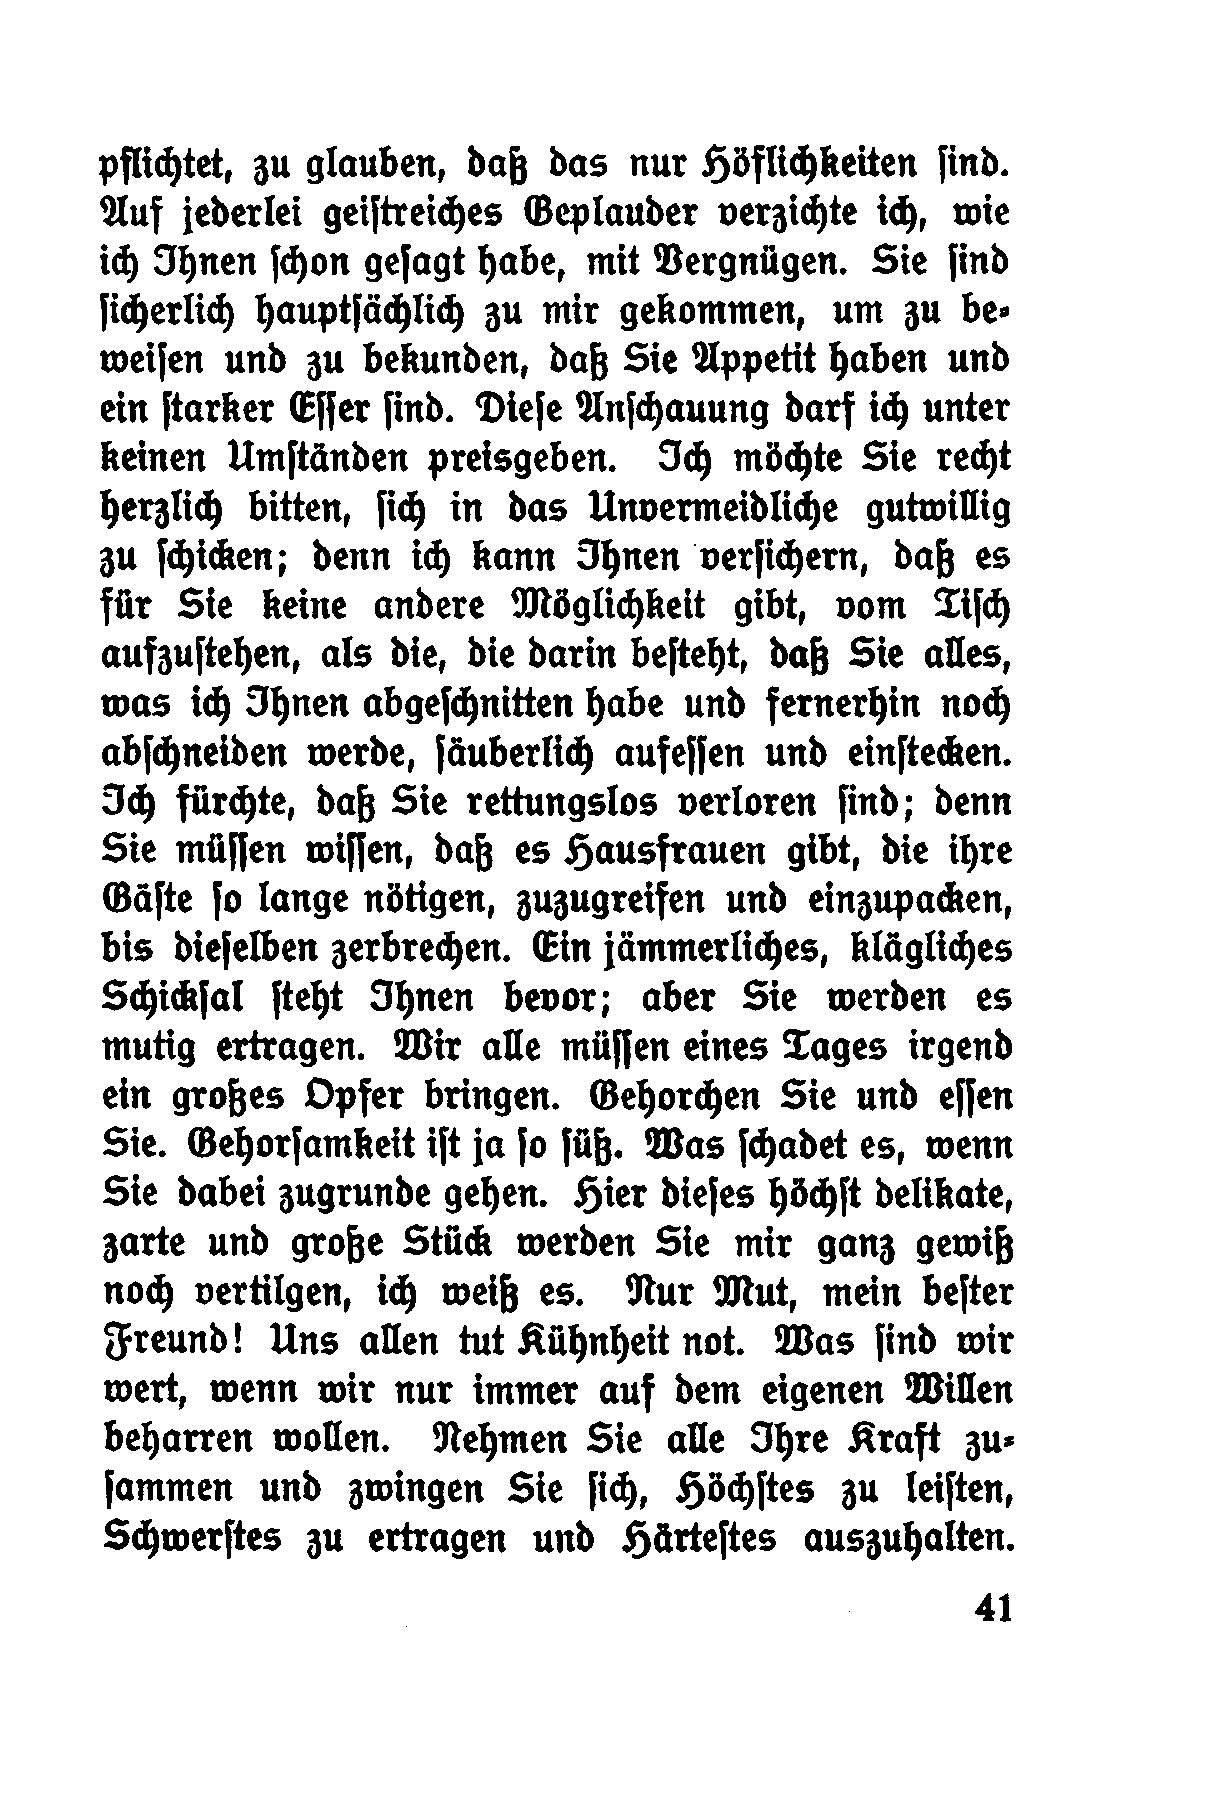 pflichtet, zu glauben, daß das nur Höflichkeiten ſind.
Auf jederlei geiſtreiches Geplauder verzichte ich, wie
ich Ihnen ſchon geſagt habe, mit Vergnügen. Sie ſind
ſicherlich hauptſächlich zu mir gekommen, um zu be-
weiſen und zu bekunden, daß Sie Appetit haben und
ein ſtarker Eſſer ſind. Dieſe Anſchauung darf ich unter
keinen Umſtänden preisgeben. Ich möchte Sie recht
herzlich bitten, ſich in das Unvermeidliche gutwillig
zu ſchicken; denn ich kann Ihnen verſichern, daß es
für Sie keine andere Möglichkeit gibt, vom Tiſch
aufzuſtehen, als die, die darin beſteht, daß Sie alles,
was ich Ihnen abgeſchnitten habe und fernerhin noch
abſchneiden werde, ſäuberlich aufeſſen und einſtecken.
Ich fürchte, daß Sie rettungslos verloren ſind; denn
Sie müſſen wiſſen, daß es Hausfrauen gibt, die ihre
Gäſte ſo lange nötigen, zuzugreifen und einzupacken,
bis dieſelben zerbrechen. Ein jämmerliches, klägliches
Schickſal ſteht Ihnen bevor; aber Sie werden es
mutig ertragen. Wir alle müſſen eines Tages irgend
ein großes Opfer bringen. Gehorchen Sie und eſſen
Sie. Gehorſamkeit iſt ja ſo ſüß. Was ſchadet es, wenn
Sie dabei zugrunde gehen. Hier dieſes höchſt delikate,
zarte und große Stück werden Sie mir ganz gewiß
noch vertilgen, ich weiß es. Nur Mut, mein beſter
Freund! Uns allen tut Kühnheit not. Was ſind wir
wert, wenn wir nur immer auf dem eigenen Willen
beharren wollen. Nehmen Sie alle Ihre Kraft zu-
ſammen und zwingen Sie ſich, Höchſtes zu leiſten,
Schwerſtes zu ertragen und Härteſtes auszuhalten.
41